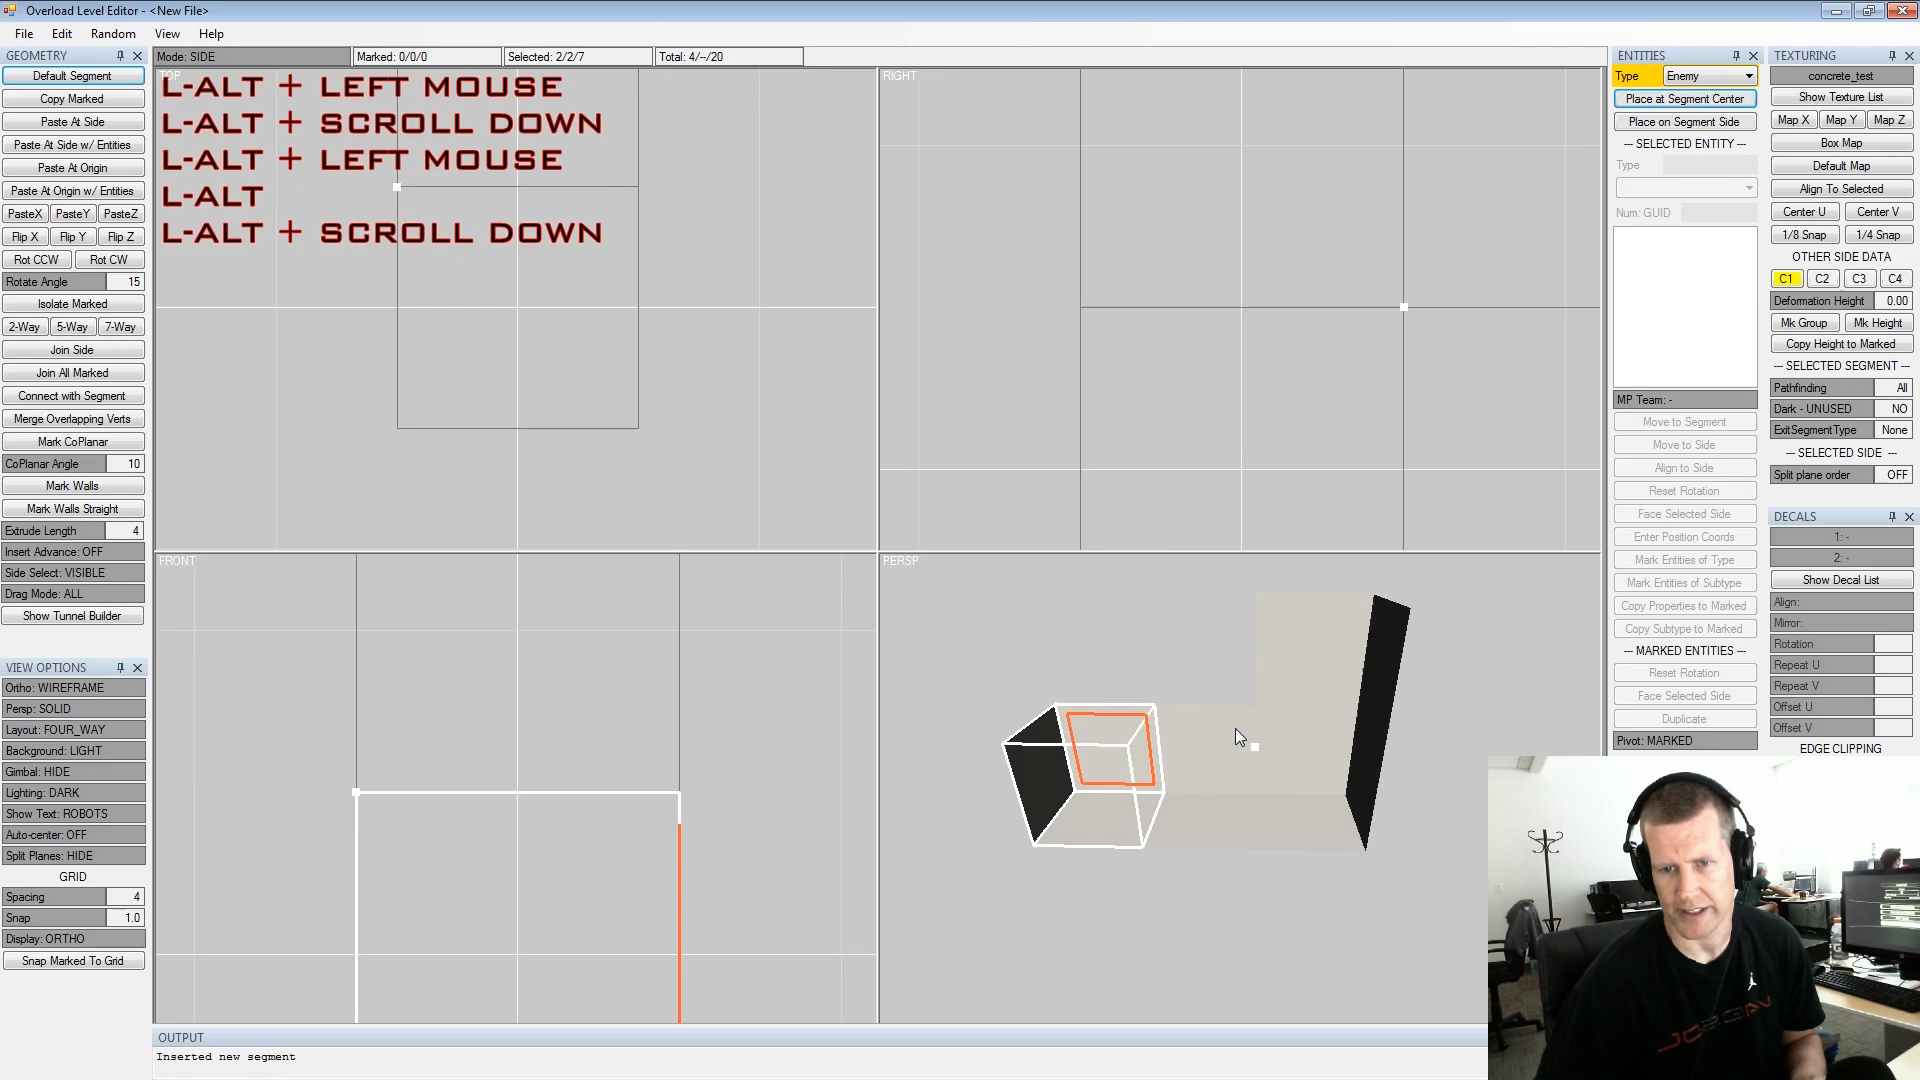 Overload Level Editor - <New File>
File Edit Random View Help
GEOMETRY
Default Segment
Copy Marked
Paste At Side
Paste At Side w/ Entities
Paste At Origin
Paste At Origin w/ Entities
PasteX PasteY PasteZ
Flip X Flip Y Flip Z
Rot CCW Rot CW
Rotate Angle 15
Isolate Marked
2-Way 5-Way 7-Way
Join Side
Join All Marked
Connect with Segment
Merge Overlapping Verts
Mark CoPlanar
CoPlanar Angle 10
Mark Walls
Mark Walls Straight
Extrude Length 4
Insert Advance: OFF
Side Select: VISIBLE
Drag Mode: ALL
Show Tunnel Builder
VIEW OPTIONS
Ortho: WIREFRAME
Persp: SOLID
Layout: FOUR_WAY
Background: LIGHT
Gimbal: HIDE
Lighting: DARK
Show Text: ROBOTS
Auto-center: OFF
Split Planes: HIDE
GRID
Spacing 4
Snap 1.0
Display: ORTHO
Snap Marked To Grid
Mode: SIDE Marked: 0/0/0 Selected: 2/2/7 Total: 4/--/20
TOP
L-ALT + LEFT MOUSE
L-ALT + SCROLL DOWN
L-ALT + LEFT MOUSE
L-ALT
L-ALT + SCROLL DOWN
RIGHT
FRONT
PERSP
OUTPUT
Inserted new segment
ENTITIES
Type Enemy
Place at Segment Center
Place on Segment Side
--- SELECTED ENTITY ---
Type
Num: GUID
MP Team: -
Move to Segment
Move to Side
Align to Side
Reset Rotation
Face Selected Side
Enter Position Coords
Mark Entities of Type
Mark Entities of Subtype
Copy Properties to Marked
Copy Subtype to Marked
--- MARKED ENTITIES ---
Reset Rotation
Face Selected Side
Duplicate
Pivot: MARKED
TEXTURING
concrete_test
Show Texture List
Map X Map Y Map Z
Box Map
Default Map
Align To Selected
Center U Center V
1/8 Snap 1/4 Snap
OTHER SIDE DATA
C1 C2 C3 C4
Deformation Height 0.00
Mk Group Mk Height
Copy Height to Marked
--- SELECTED SEGMENT ---
Pathfinding All
Dark - UNUSED NO
ExitSegmentType None
--- SELECTED SIDE ---
Split plane order OFF
DECALS
1: -
2: -
Show Decal List
Align:
Mirror:
Rotation
Repeat U
Repeat V
Offset U
Offset V
EDGE CLIPPING